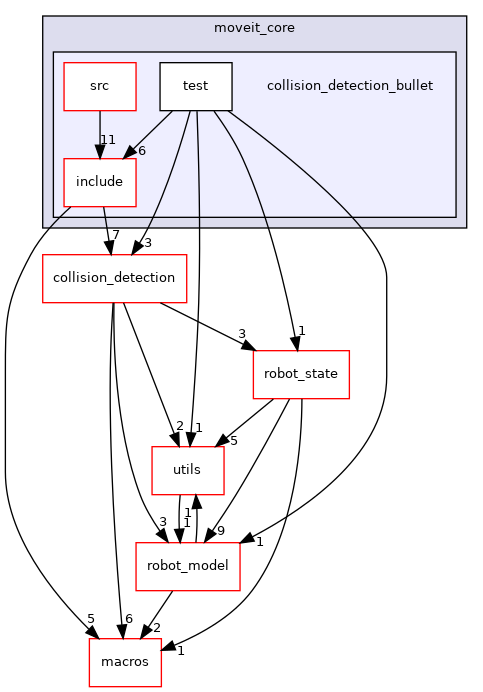 moveit_core
src
test
collision_detection_bullet
11
6
include
7
3
collision_detection
3
1
robot_state
2
1
5
utils
3
1
1
9
1
robot_model
5
6
2
1
macros